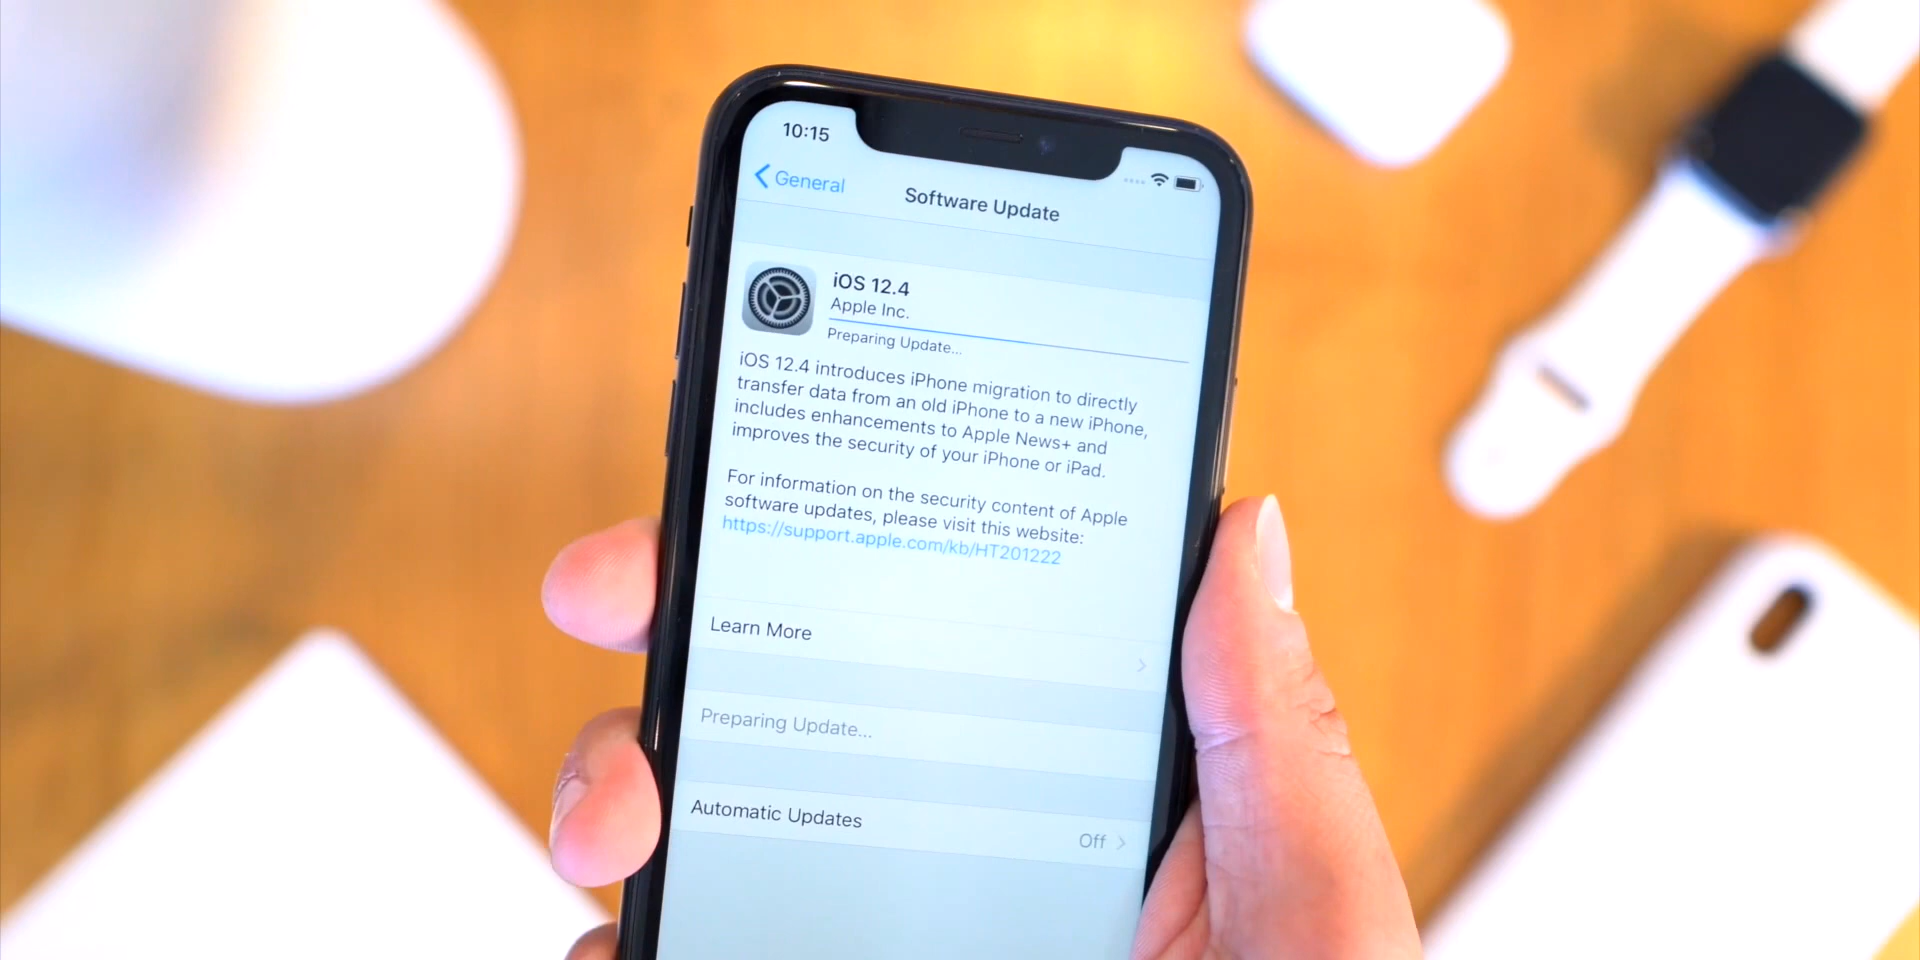 10:15
General
Software Update
iOS 12.4
Apple Inc.
Preparing Update...
iOS 12.4 introduces iPhone migration to directly
transfer data from an old iPhone to a new iPhone,
includes enhancements to Apple News+ and
improves the security of your iPhone or iPad.
For information on the security content of Apple
software updates, please visit this website:
https://support.apple.com/kb/HT201222
Learn More
Preparing Update...
Automatic Updates
Off